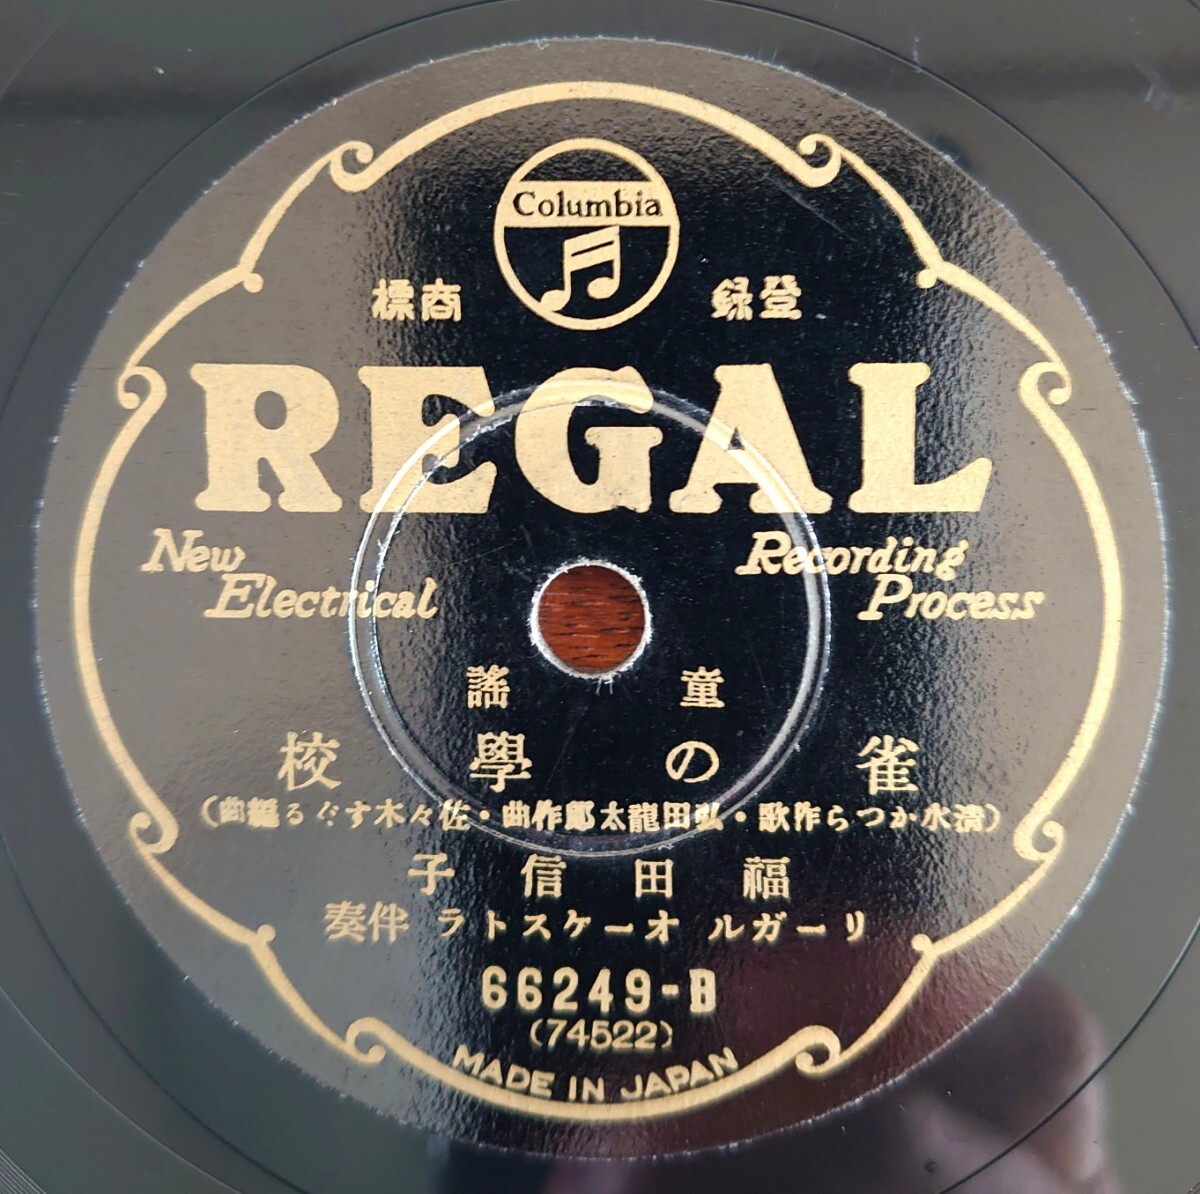 Columbia
登録 商標
REGAL
New Electrical
Recording Process
童謠
雀の學校
(清水かつら作歌・弘田龍太郎作曲・佐々木すぐる編曲)
福田信子
リーガル オーケストラ 伴奏
66249-B
(74522)
MADE IN JAPAN